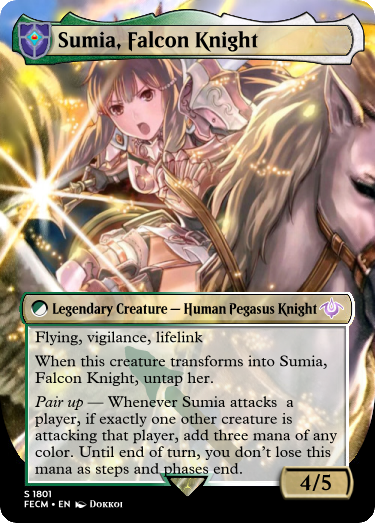 Sumia, Falcon Knight
Legendary Creature — Human Pegasus Knight
Flying, vigilance, lifelink
When this creature transforms into Sumia,
Falcon Knight, untap her.
Pair up — Whenever Sumia attacks a
player, if exactly one other creature is
attacking that player, add three mana of any
color. Until end of turn, you don't lose this
mana as steps and phases end.
4/5
S 1801
FECM • EN Dokkoi